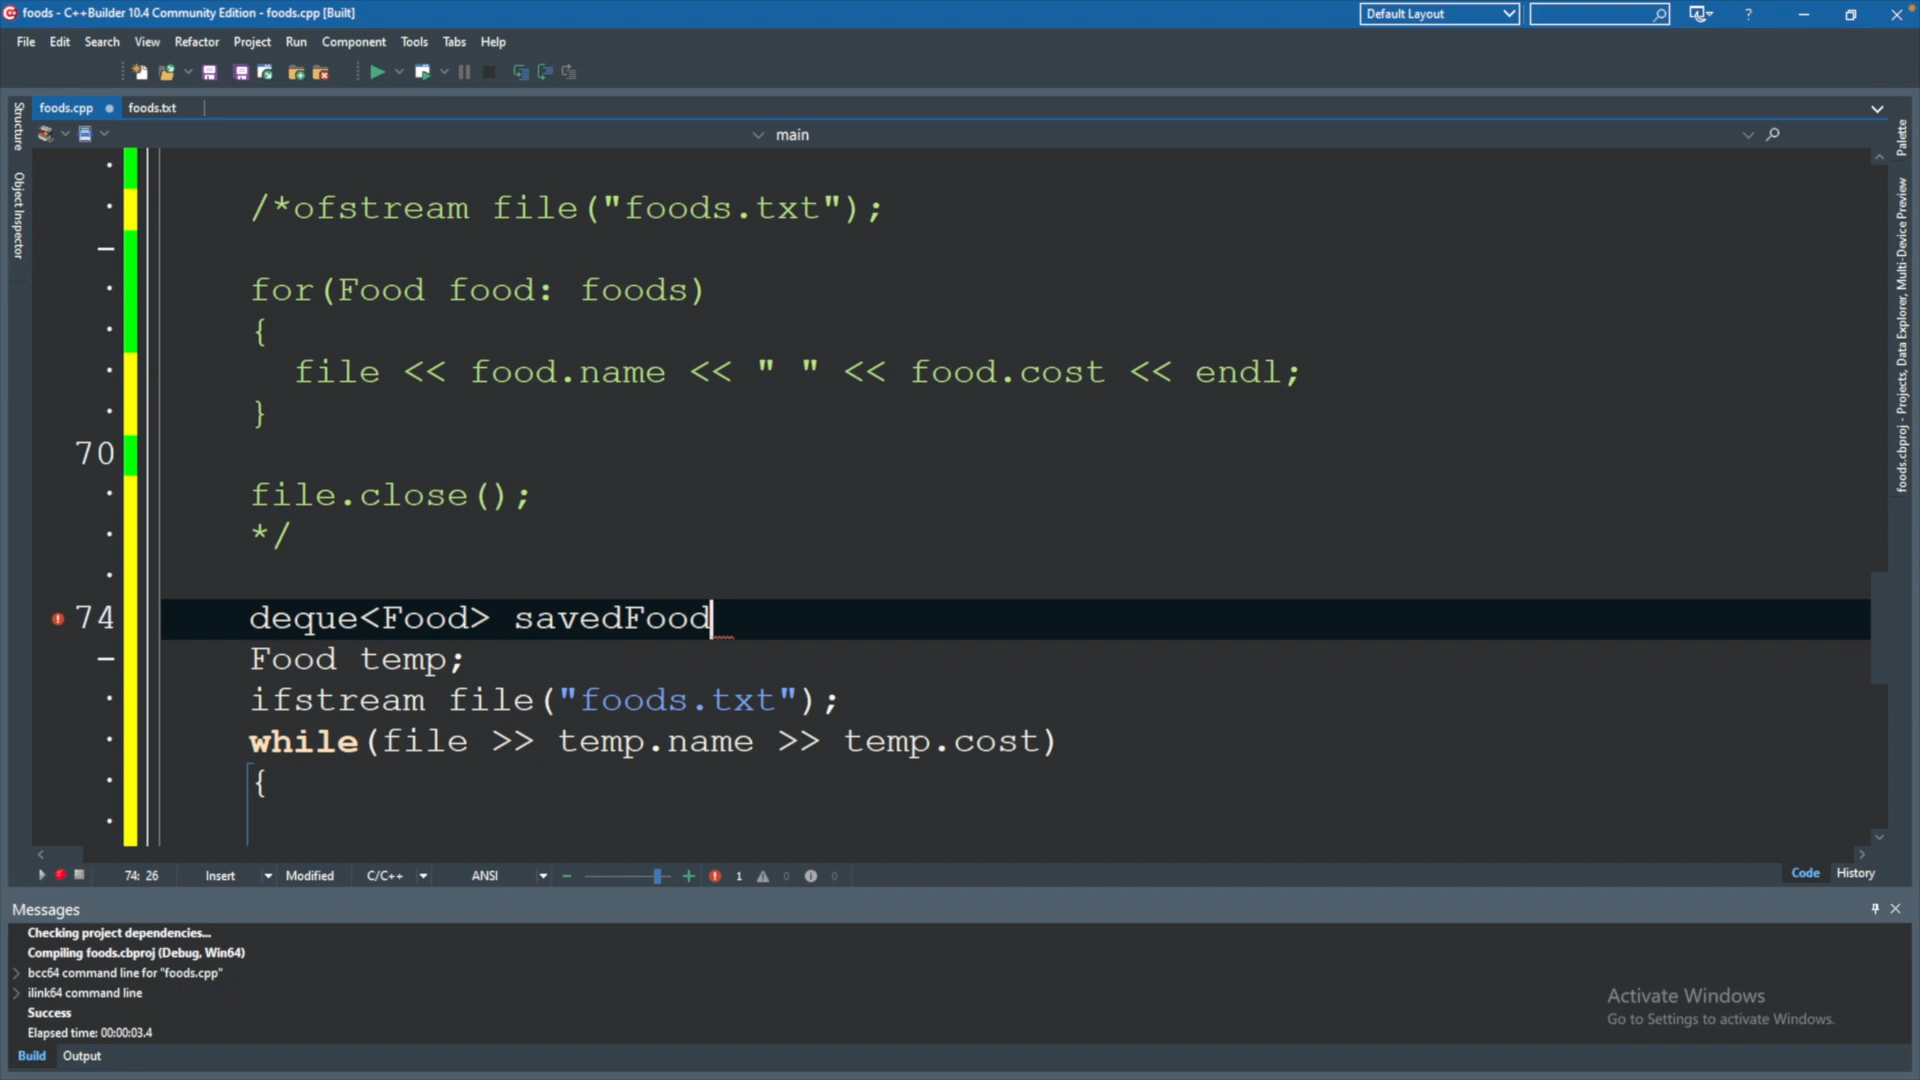 foods - C++Builder 10.4 Community Edition - foods.cpp [Built]
Default Layout
?
File Edit Search View Refactor Project Run Component Tools Tabs Help
foods.cpp foods.txt
main
Structure
Object Inspector
Palette
foods.cbproj - Projects, Data Explorer, Multi-Device Preview
/*ofstream file("foods.txt");
for(Food food: foods)
{
file << food.name << " " << food.cost << endl;
}
70
file.close();
*/
74 deque<Food> savedFood
Food temp;
ifstream file("foods.txt");
while(file >> temp.name >> temp.cost)
{
74: 26 Insert Modified C/C++ ANSI 1 0 0
Code History
Messages
Checking project dependencies...
Compiling foods.cbproj (Debug, Win64)
bcc64 command line for "foods.cpp"
ilink64 command line
Success
Elapsed time: 00:00:03.4
Build Output
Activate Windows
Go to Settings to activate Windows.